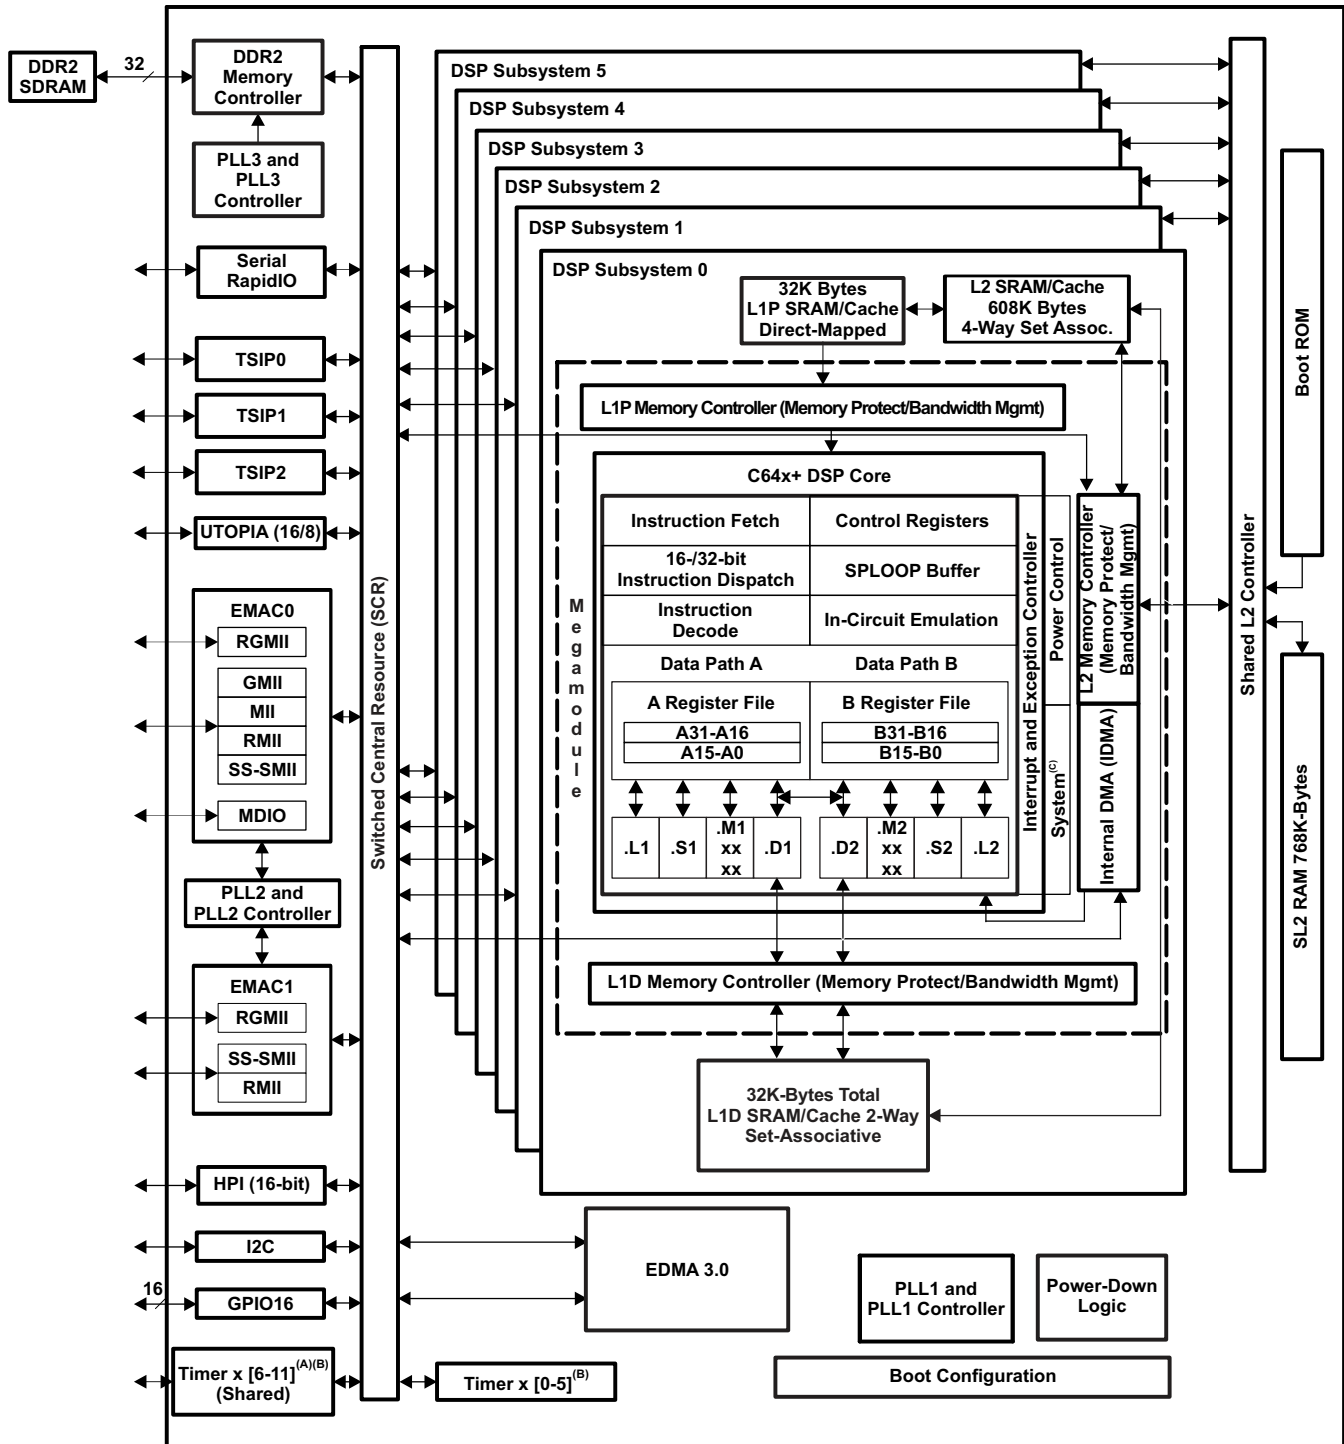 DDR2
SDRAM
32
DDR2
Memory
Controller
PLL3 and
PLL3
Controller
Serial
RapidIO
TSIP0
TSIP1
TSIP2
UTOPIA (16/8)
EMAC0
RGMII
GMII
MII
RMII
SS-SMII
MDIO
PLL2 and
PLL2 Controller
EMAC1
RGMII
SS-SMII
RMII
HPI (16-bit)
I2C
16
GPIO16
Timer x [6-11](A)(B)
(Shared)
Switched Central Resource (SCR)
DSP Subsystem 5
DSP Subsystem 4
DSP Subsystem 3
DSP Subsystem 2
DSP Subsystem 1
DSP Subsystem 0
32K Bytes
L1P SRAM/Cache
Direct-Mapped
L2 SRAM/Cache
608K Bytes
4-Way Set Assoc.
L1P Memory Controller (Memory Protect/Bandwidth Mgmt)
Megamodule
C64x+ DSP Core
Instruction Fetch
Control Registers
16-/32-bit
Instruction Dispatch
SPLOOP Buffer
Instruction
Decode
In-Circuit Emulation
Data Path A
Data Path B
A Register File
A31-A16
A15-A0
B Register File
B31-B16
B15-B0
.L1
.S1
.M1
xx
xx
.D1
.D2
.M2
xx
xx
.S2
.L2
Interrupt and Exception Controller
Power Control
System(C)
L2 Memory Controller
(Memory Protect/
Bandwidth Mgmt)
Internal DMA (IDMA)
L1D Memory Controller (Memory Protect/Bandwidth Mgmt)
32K-Bytes Total
L1D SRAM/Cache 2-Way
Set-Associative
Shared L2 Controller
Boot ROM
SL2 RAM 768K-Bytes
EDMA 3.0
PLL1 and
PLL1 Controller
Power-Down
Logic
Timer x [0-5](B)
Boot Configuration